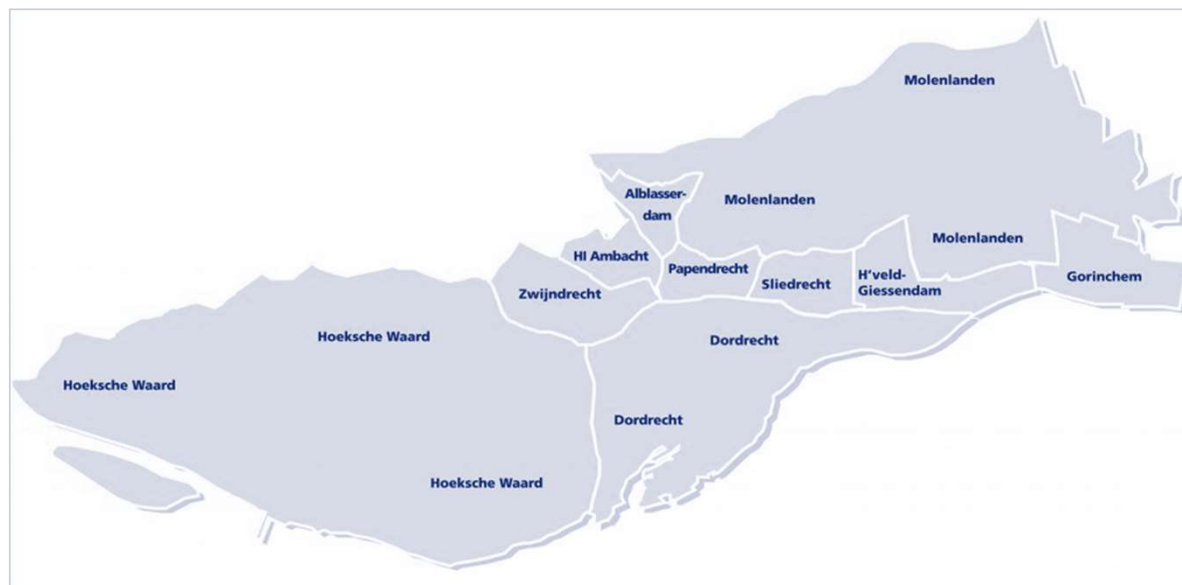 Molenlanden
Alblasser-
dam
Molenlanden
Molenlanden
HI Ambacht
Papendrecht
Sliedrecht
H'veld-
Giessendam
Gorinchem
Zwijndrecht
Hoeksche Waard
Dordrecht
Hoeksche Waard
Dordrecht
Hoeksche Waard